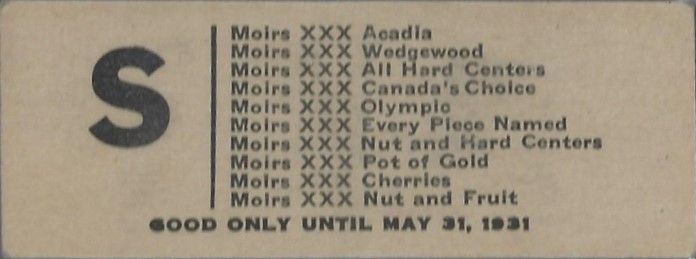 S
Moirs XXX Acadia
Moirs XXX Wedgewood
Moirs XXX All Hard Centers
Moirs XXX Canada's Choice
Moirs XXX Olympic
Moirs XXX Every Piece Named
Moirs XXX Nut and Hard Centers
Moirs XXX Pot of Gold
Moirs XXX Cherries
Moirs XXX Nut and Fruit
GOOD ONLY UNTIL MAY 31, 1931